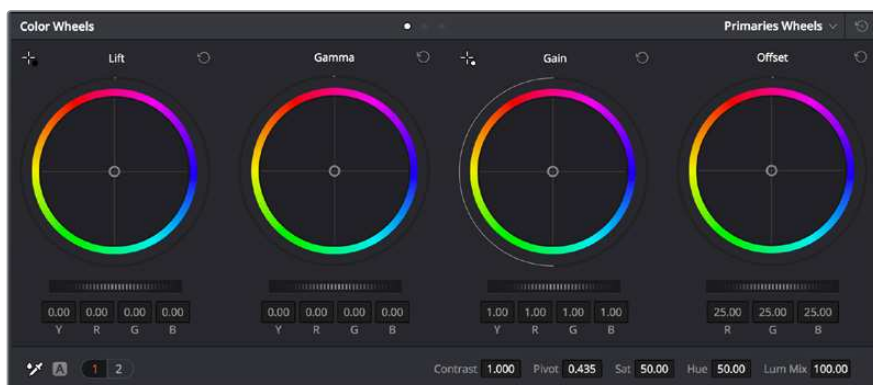 Color Wheels Primaries Wheels
Lift Gamma Gain Offset
0.00 0.00 0.00 0.00 0.00 0.00 0.00 0.00 1.00 1.00 1.00 1.00 25.00 25.00 25.00
Y R G B Y R G B Y R G B R G B
A 1 2 Contrast 1.000 Pivot 0.435 Sat 50.00 Hue 50.00 Lum Mix 100.00